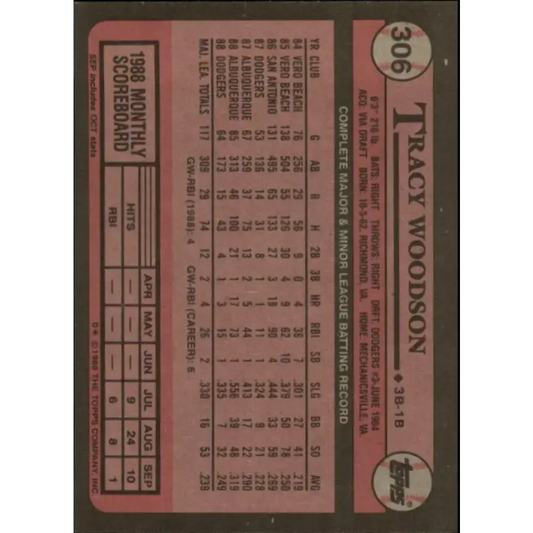 306
TRACY WOODSON ◆ 3B-1B
topps®
6'3" 216 lb. BATS: RIGHT THROWS: RIGHT DRFT: DODGERS #3-JUNE 1984
ACQ: VIA DRAFT BORN: 10-5-62, RICHMOND, VA. HOME: MECHANICSVILLE, VA.
COMPLETE MAJOR & MINOR LEAGUE BATTING RECORD
YR CLUB G AB R H 2B 3B HR RBI SB SLG BB SO AVG
84 VERO BEACH 76 256 29 56 9 0 4 36 7 .301 27 41 .219
85 VERO BEACH 138 504 55 126 30 4 9 62 10 .379 50 78 .250
86 SAN ANTONIO 131 495 65 133 27 3 18 90 4 .444 33 59 .269
87 DODGERS 53 136 14 31 8 1 1 11 1 .324 9 21 .228
87 ALBUQUERQUE 67 259 37 75 13 2 5 44 1 .413 17 22 .290
88 ALBUQUERQUE 85 313 46 100 21 1 17 73 1 .556 39 48 .319
88 DODGERS 64 173 15 43 4 1 3 15 1 .335 7 32 .249
MAJ. LEA. TOTALS 117 309 29 74 12 2 4 26 2 .330 16 53 .239
GW-RBI (1988): 4 GW-RBI (CAREER): 6
1988 MONTHLY
SCOREBOARD
SEP includes OCT stats
APR MAY JUN JUL AUG SEP
HITS — — — 9 24 10
RBI — — — 6 8 1
© 1989 THE TOPPS COMPANY, INC.